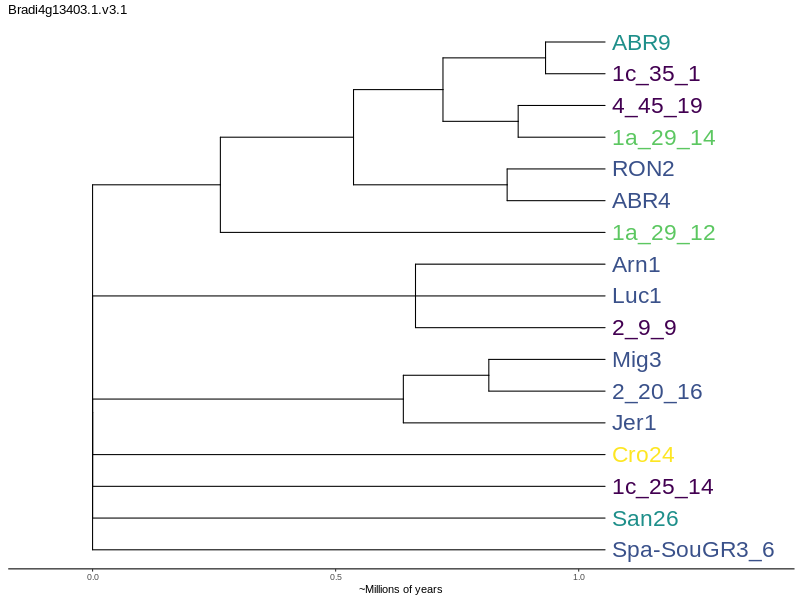 Bradi4g13403.1.v3.1
ABR9
1c_35_1
4_45_19
1a_29_14
RON2
ABR4
1a_29_12
Arn1
Luc1
2_9_9
Mig3
2_20_16
Jer1
Cro24
1c_25_14
San26
Spa-SouGR3_6
0.0 0.5 1.0
~Millions of years